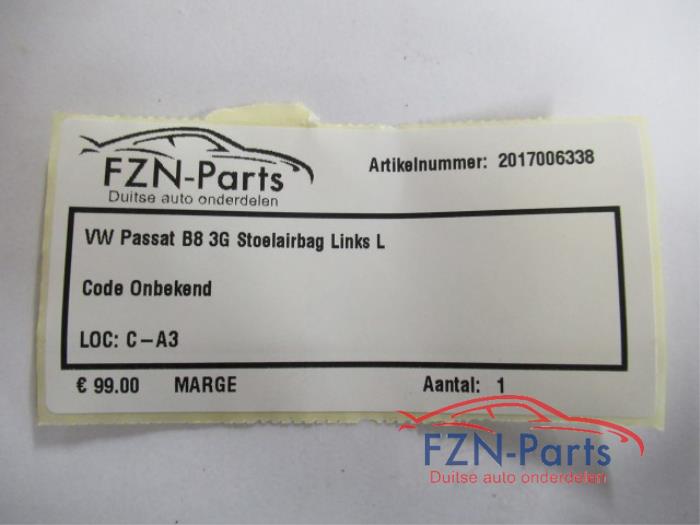 FZN-Parts
Duitse auto onderdelen
Artikelnummer: 2017006338
VW Passat B8 3G Stoelairbag Links L
Code Onbekend
LOC: C-A3
€ 99.00 MARGE Aantal: 1
FZN-Parts
Duitse auto onderdelen